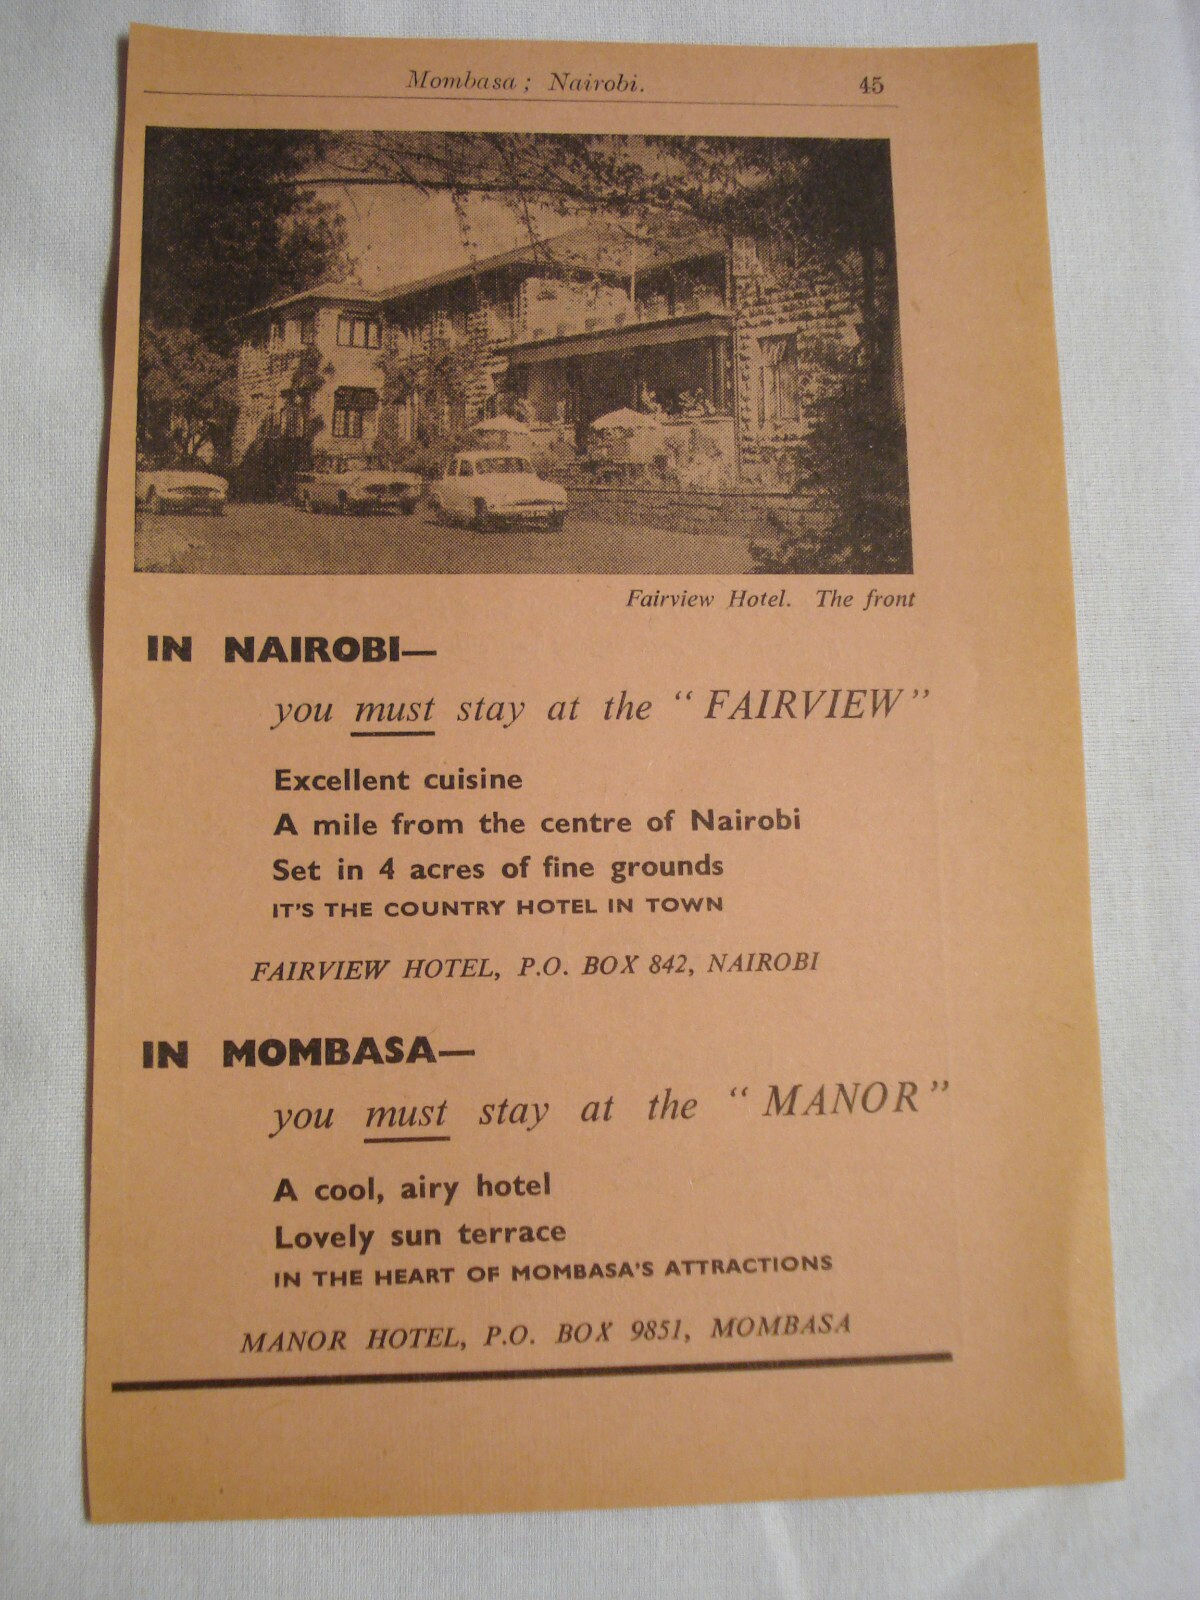 Mombasa ; Nairobi. 45
Fairview Hotel. The front
IN NAIROBI—
you must stay at the “ FAIRVIEW ”
Excellent cuisine
A mile from the centre of Nairobi
Set in 4 acres of fine grounds
IT'S THE COUNTRY HOTEL IN TOWN
FAIRVIEW HOTEL, P.O. BOX 842, NAIROBI
IN MOMBASA—
you must stay at the “ MANOR ”
A cool, airy hotel
Lovely sun terrace
IN THE HEART OF MOMBASA'S ATTRACTIONS
MANOR HOTEL, P.O. BOX 9851, MOMBASA